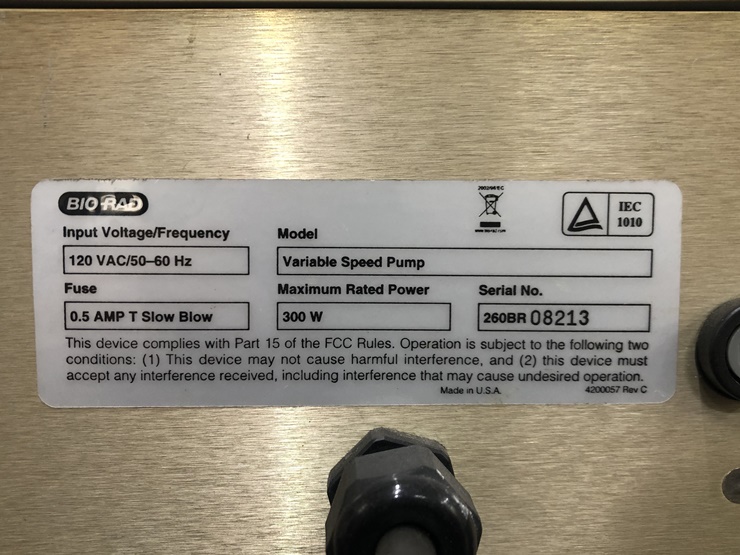 BIO-RAD
2002/96/EC
IEC
1010
Input Voltage/Frequency
Model
120 VAC/50–60 Hz
Variable Speed Pump
Fuse
Maximum Rated Power
Serial No.
0.5 AMP T Slow Blow
300 W
260BR 08213
This device complies with Part 15 of the FCC Rules. Operation is subject to the following two
conditions: (1) This device may not cause harmful interference, and (2) this device must
accept any interference received, including interference that may cause undesired operation.
Made in U.S.A.
4200057 Rev C